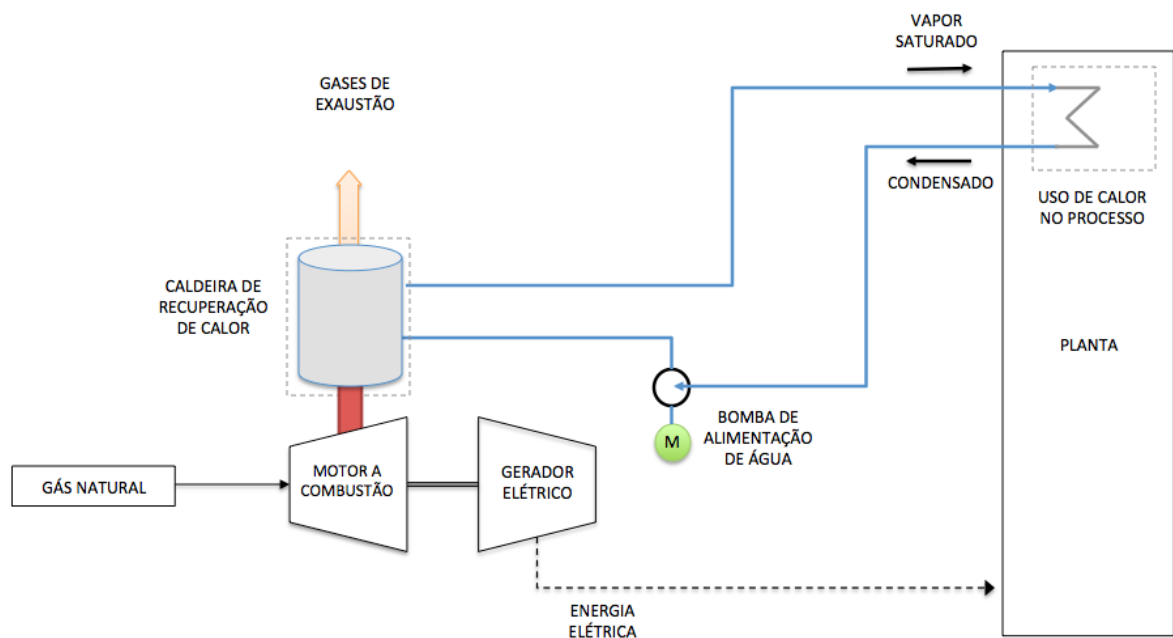 VAPOR
SATURADO
GASES DE
EXAUSTÃO
CONDENSADO
USO DE CALOR
NO PROCESSO
CALDEIRA DE
RECUPERAÇÃO
DE CALOR
PLANTA
BOMBA DE
ALIMENTAÇÃO
DE ÁGUA
M
MOTOR A
COMBUSTÃO
GERADOR
ELÉTRICO
GÁS NATURAL
ENERGIA
ELÉTRICA